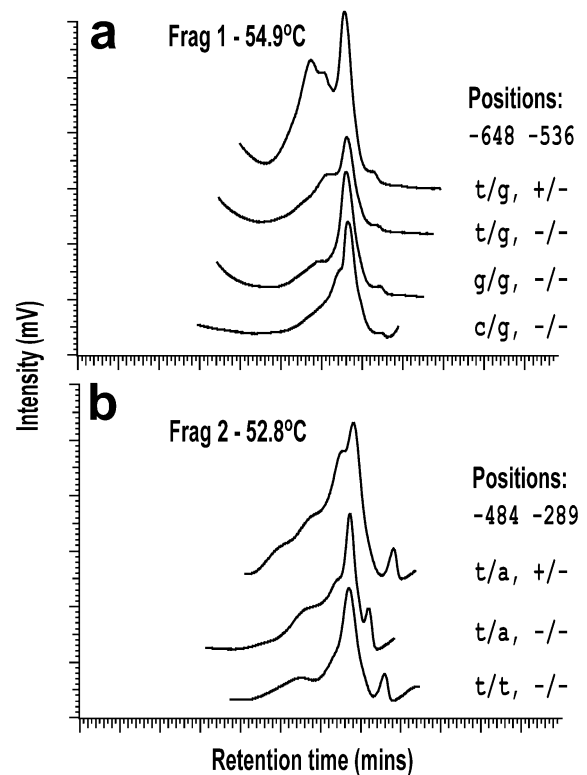 a
Frag 1 - 54.9ºC
Positions:
-648 -536
t/g, +/-
t/g, -/-
g/g, -/-
c/g, -/-
Intensity (mV)
b
Frag 2 - 52.8ºC
Positions:
-484 -289
t/a, +/-
t/a, -/-
t/t, -/-
Retention time (mins)